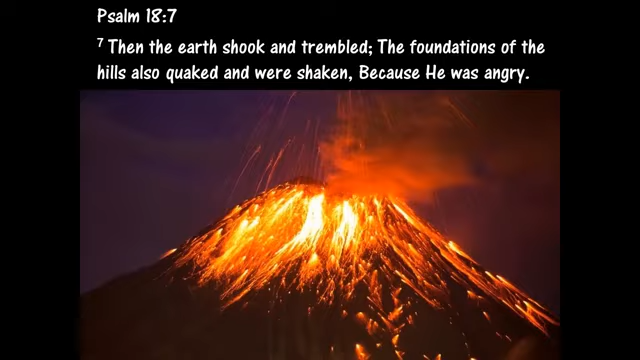 Psalm 18:7
7 Then the earth shook and trembled; The foundations of the
hills also quaked and were shaken, Because He was angry.